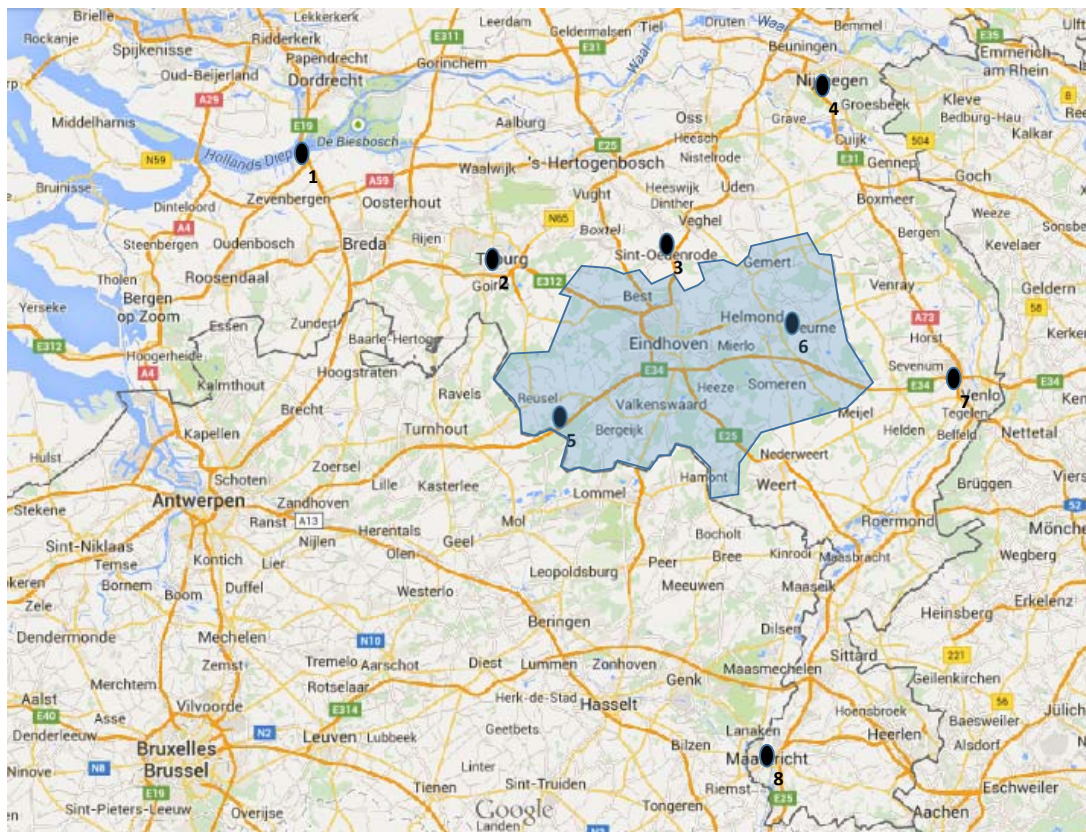 Brielle
Lekkerkerk
Leerdam
Tiel
Druten
Waal
Bemmel
Ulft
Rockanje
Ridderkerk
E311
Geldermalsen
E31
Beuningen
E35
Emmerich
am Rhein
Spijkenisse
Papendrecht
Gorinchem
Waal
Nijmegen
Oud-Beijerland
Dordrecht
Oss
4
Groesbeek
Kleve
8
Bedburg-Hau
A29
Middelharnis
E19
De Biesbosch
Aalburg
E25
Heesch
Grave
Cuijk
504
Kalkar
N59
Hollands Diep
1
Waalwijk
's-Hertogenbosch
Nistelrode
E31
Gennep
Goch
Bruinisse
A59
Zevenbergen
Oosterhout
Vught
Heeswijk
Dinther
Uden
Boxmeer
Weeze
Dinteloord
A4
N65
Boxtel
Veghel
Bergen
Sonsbe
Steenbergen
Oudenbosch
Breda
Rijen
Tilburg
Sint-Oedenrode
3
Gemert
Kevelaer
Tholen
Roosendaal
Goirle
2
E312
Venray
Geldern
Yerseke
Bergen
op Zoom
Essen
Zundert
Best
Helmond
Deurne
A73
58
E312
Hoogerheide
Baarle-Hertog
Eindhoven
Mierlo
6
Horst
Kerken
A4
Kalmthout
Hoogstraten
Ravels
Reusel
E34
Heeze
Someren
Sevenum
E34
7
Venlo
E34
Brecht
Valkenswaard
Meijel
Tegelen
Kapellen
Turnhout
5
Bergeijk
E25
Helden
Belfeld
Nettetal
Hulst
Schoten
Zoersel
Lille
Kasterlee
Hamont
Nederweert
Weert
Brüggen
Viers
Antwerpen
Zandhoven
Lommel
52
Stekene
Ranst
A13
Nijlen
Herentals
Geel
Mol
Roermond
Mönche
Sint-Niklaas
Kontich
Lier
Olen
Bocholt
Kinrooi
Maasbracht
Wegberg
Temse
Bornem
Boom
Duffel
Leopoldsburg
Peer
Bree
Maaseik
Zele
Westerlo
Meeuwen
Heinsberg
Erkelenz
Dendermonde
Mechelen
N10
Beringen
Dilsen
Zemst
Tremelo
Aarschot
Diest
Lummen
Zonhoven
Maasmechelen
Sittard
221
Aalst
Merchtem
Rotselaar
Genk
Geilenkirchen
E40
Asse
Vilvoorde
E314
Herk-de-Stad
Hasselt
Hoensbroek
56
Jülich
Denderleeuw
N2
Leuven
Lubbeek
Geetbets
Bilzen
Lanaken
Heerlen
Baesweiler
Ninove
N8
Bruxelles
Brussel
Linter
Maastricht
Alsdorf
E19
Tienen
Sint-Truiden
Riemst
8
E25
Eschweiler
Sint-Pieters-Leeuw
Overijse
Google
Landen
Tongeren
Aachen